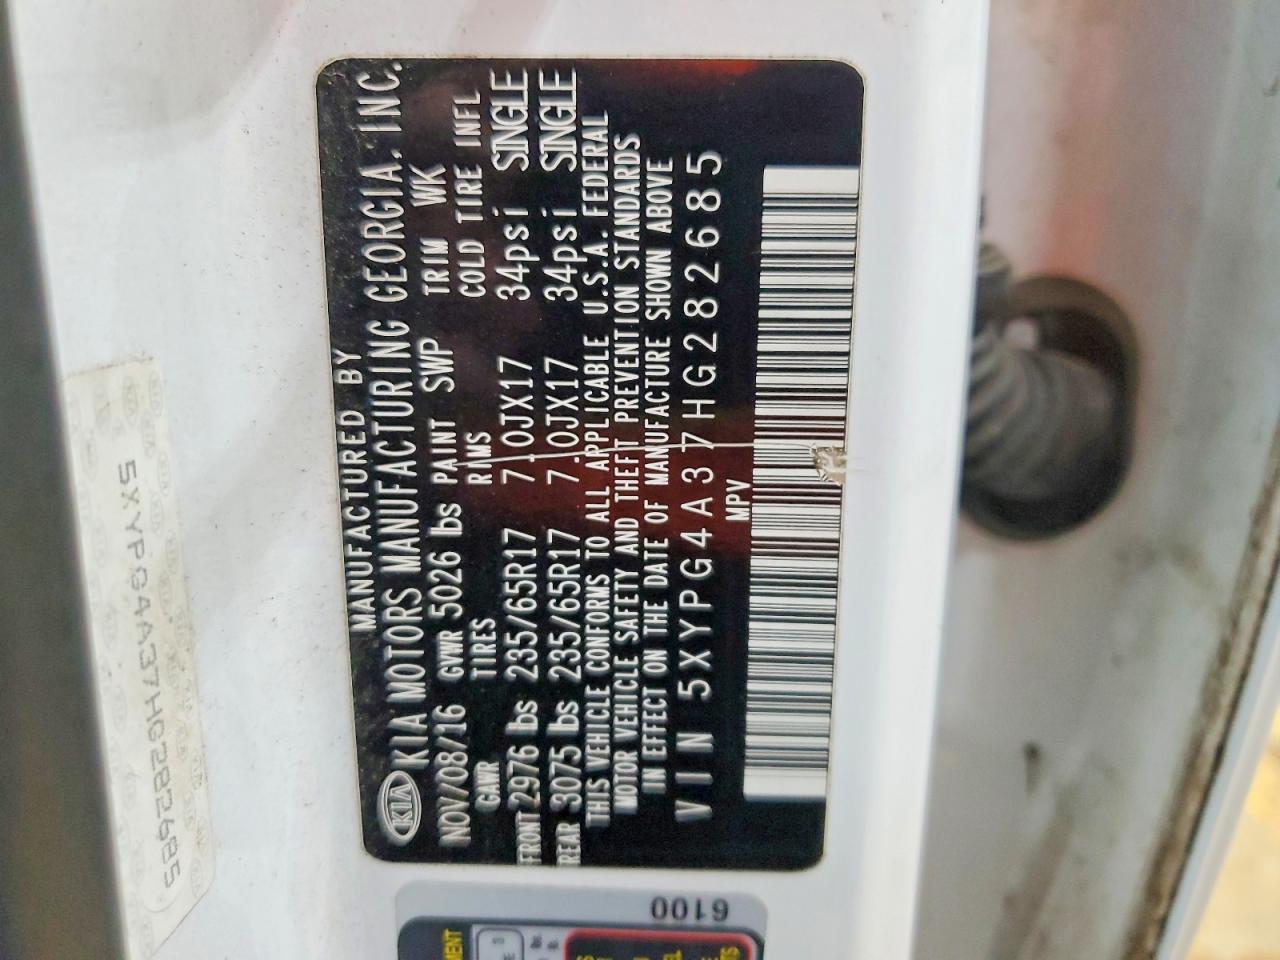 MANUFACTURED BY
KIA KIA MOTORS MANUFACTURING GEORGIA. INC.
NOV/08/16 GVWR 5026 lbs PAINT SWP TRIM WK
GAWR TIRES RIMS COLD TIRE INFL
FRONT 2976 lbs 235/65R17 7.0JX17 34psi SINGLE
REAR 3075 lbs 235/65R17 7.0JX17 34psi SINGLE
THIS VEHICLE CONFORMS TO ALL APPLICABLE U.S.A. FEDERAL
MOTOR VEHICLE SAFETY AND THEFT PREVENTION STANDARDS
IN EFFECT ON THE DATE OF MANUFACTURE SHOWN ABOVE
VIN 5XYPG4A37HG282685
MPV
5XYPG4A37HG282685
6100